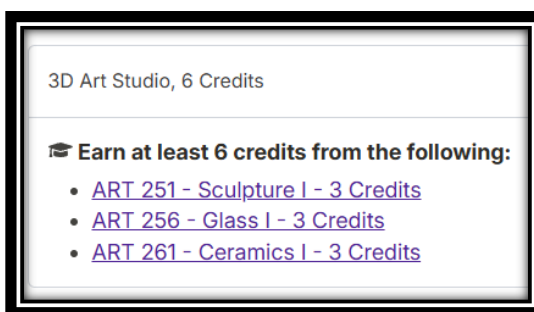 3D Art Studio, 6 Credits
Earn at least 6 credits from the following:
ART 251 - Sculpture I - 3 Credits
ART 256 - Glass I - 3 Credits
ART 261 - Ceramics I - 3 Credits